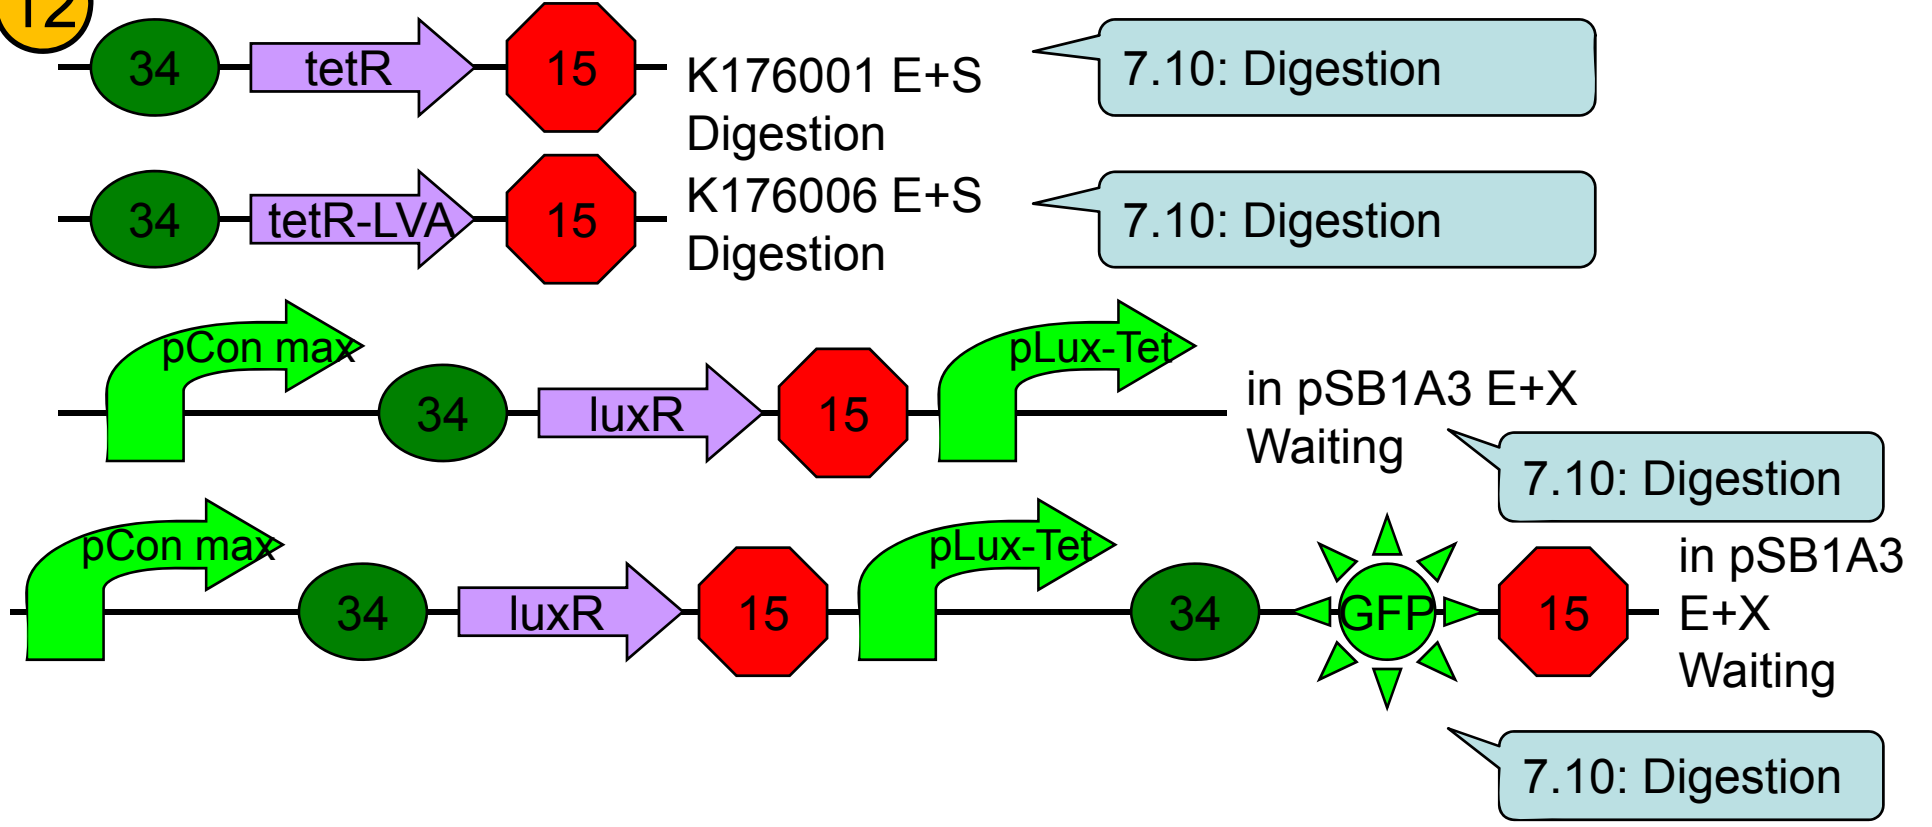 12
34 tetR 15
K176001 E+S
Digestion
7.10: Digestion
34 tetR-LVA 15
K176006 E+S
Digestion
7.10: Digestion
pCon max 34 luxR 15 pLux-Tet
in pSB1A3 E+X
Waiting
7.10: Digestion
pCon max 34 luxR 15 pLux-Tet 34 GFP 15
in pSB1A3
E+X
Waiting
7.10: Digestion